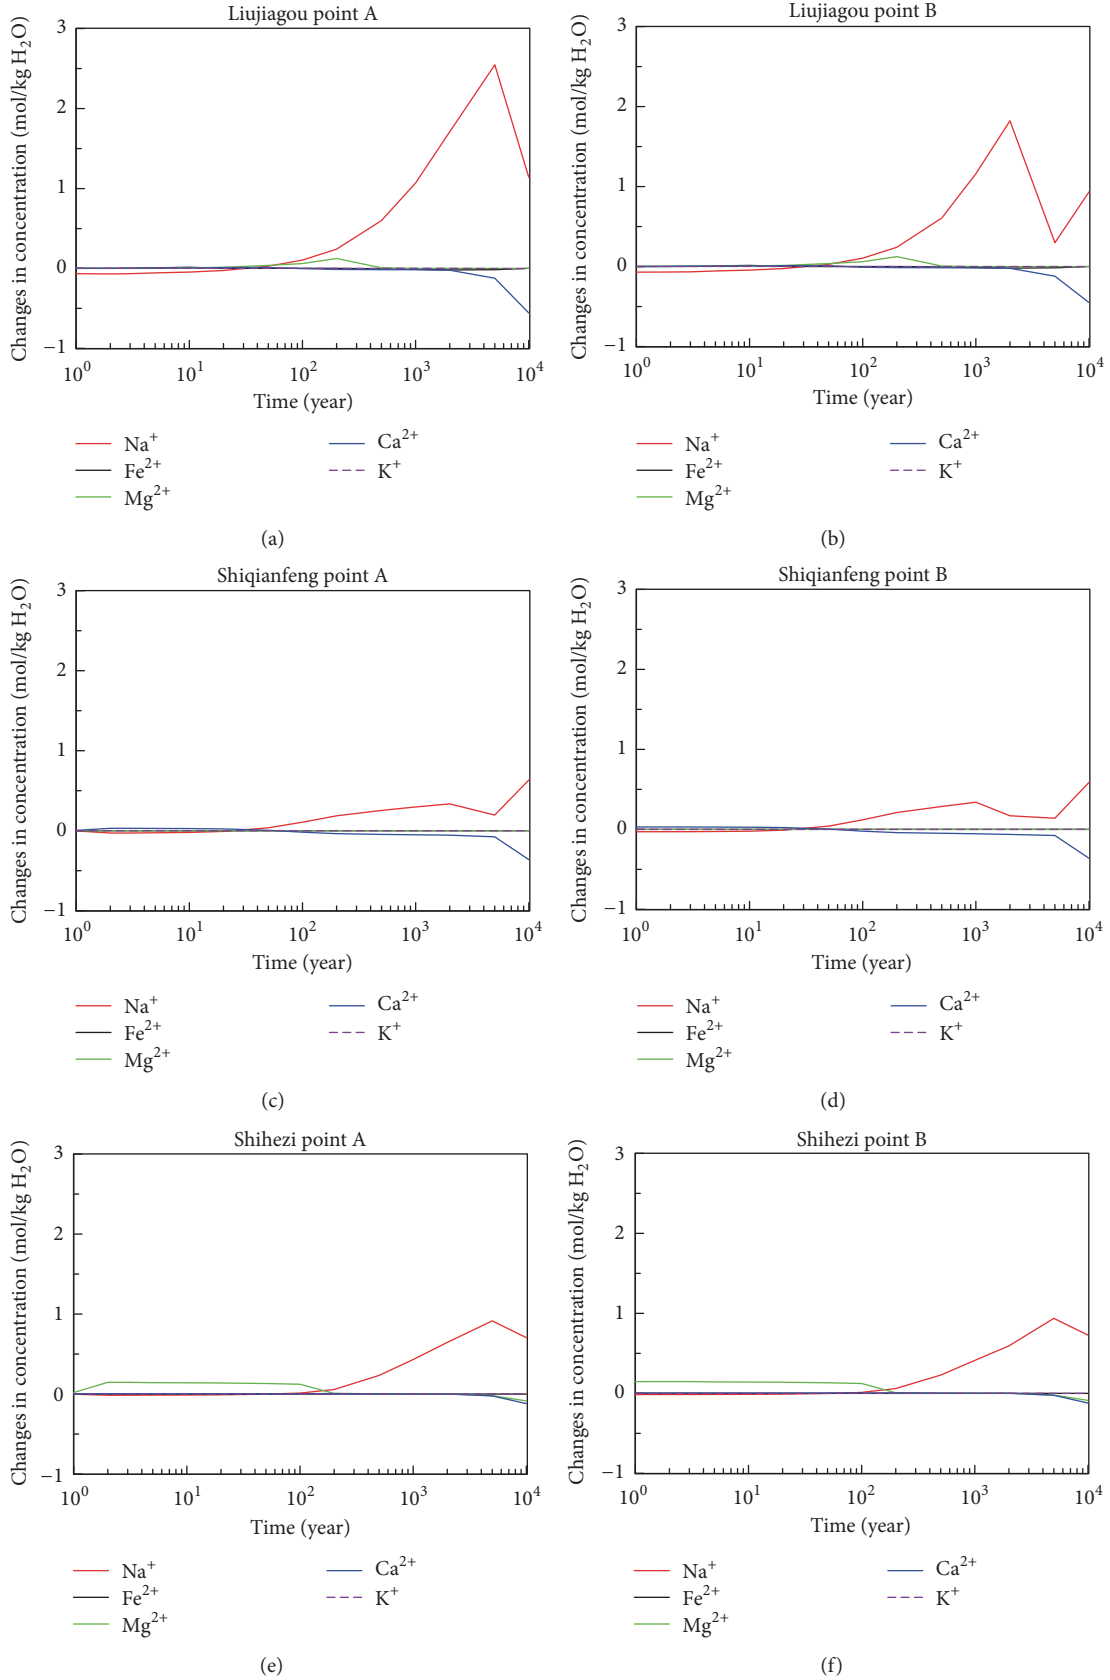 Liujiagou point A
Changes in concentration (mol/kg H2O)
3
2
1
0
−1
10^0 10^1 10^2 10^3 10^4
Time (year)
Na+
Fe2+
Mg2+
Ca2+
K+
(a)
Liujiagou point B
Changes in concentration (mol/kg H2O)
3
2
1
0
−1
10^0 10^1 10^2 10^3 10^4
Time (year)
Na+
Fe2+
Mg2+
Ca2+
K+
(b)
Shiqianfeng point A
Changes in concentration (mol/kg H2O)
3
2
1
0
−1
10^0 10^1 10^2 10^3 10^4
Time (year)
Na+
Fe2+
Mg2+
Ca2+
K+
(c)
Shiqianfeng point B
Changes in concentration (mol/kg H2O)
3
2
1
0
−1
10^0 10^1 10^2 10^3 10^4
Time (year)
Na+
Fe2+
Mg2+
Ca2+
K+
(d)
Shihezi point A
Changes in concentration (mol/kg H2O)
3
2
1
0
−1
10^0 10^1 10^2 10^3 10^4
Time (year)
Na+
Fe2+
Mg2+
Ca2+
K+
(e)
Shihezi point B
Changes in concentration (mol/kg H2O)
3
2
1
0
−1
10^0 10^1 10^2 10^3 10^4
Time (year)
Na+
Fe2+
Mg2+
Ca2+
K+
(f)